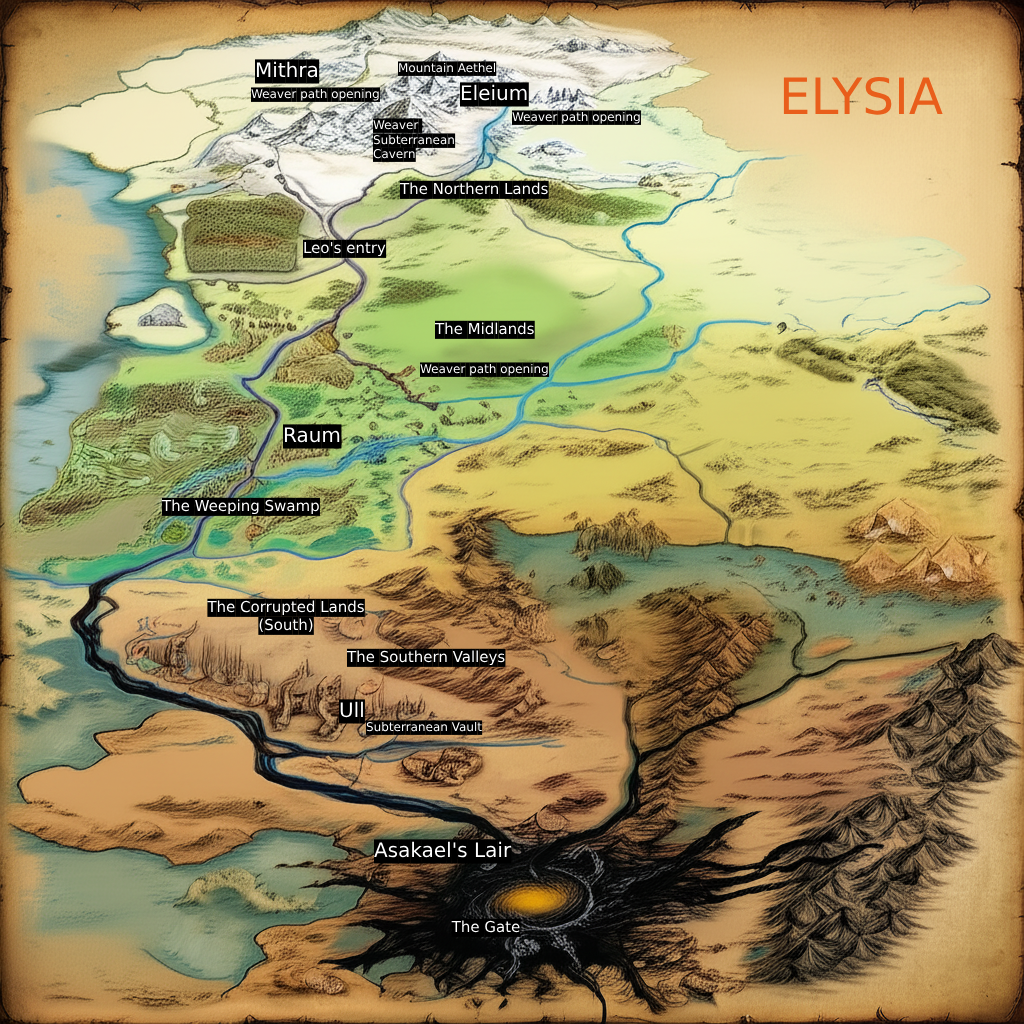 ELYSIA
Mountain Aethel
Mithra
Weaver path opening
Eleium
Weaver path opening
Weaver
Subterranean
Cavern
The Northern Lands
Leo's entry
The Midlands
Weaver path opening
Raum
The Weeping Swamp
The Corrupted Lands
(South)
The Southern Valleys
Ull
Subterranean Vault
Asakael's Lair
The Gate